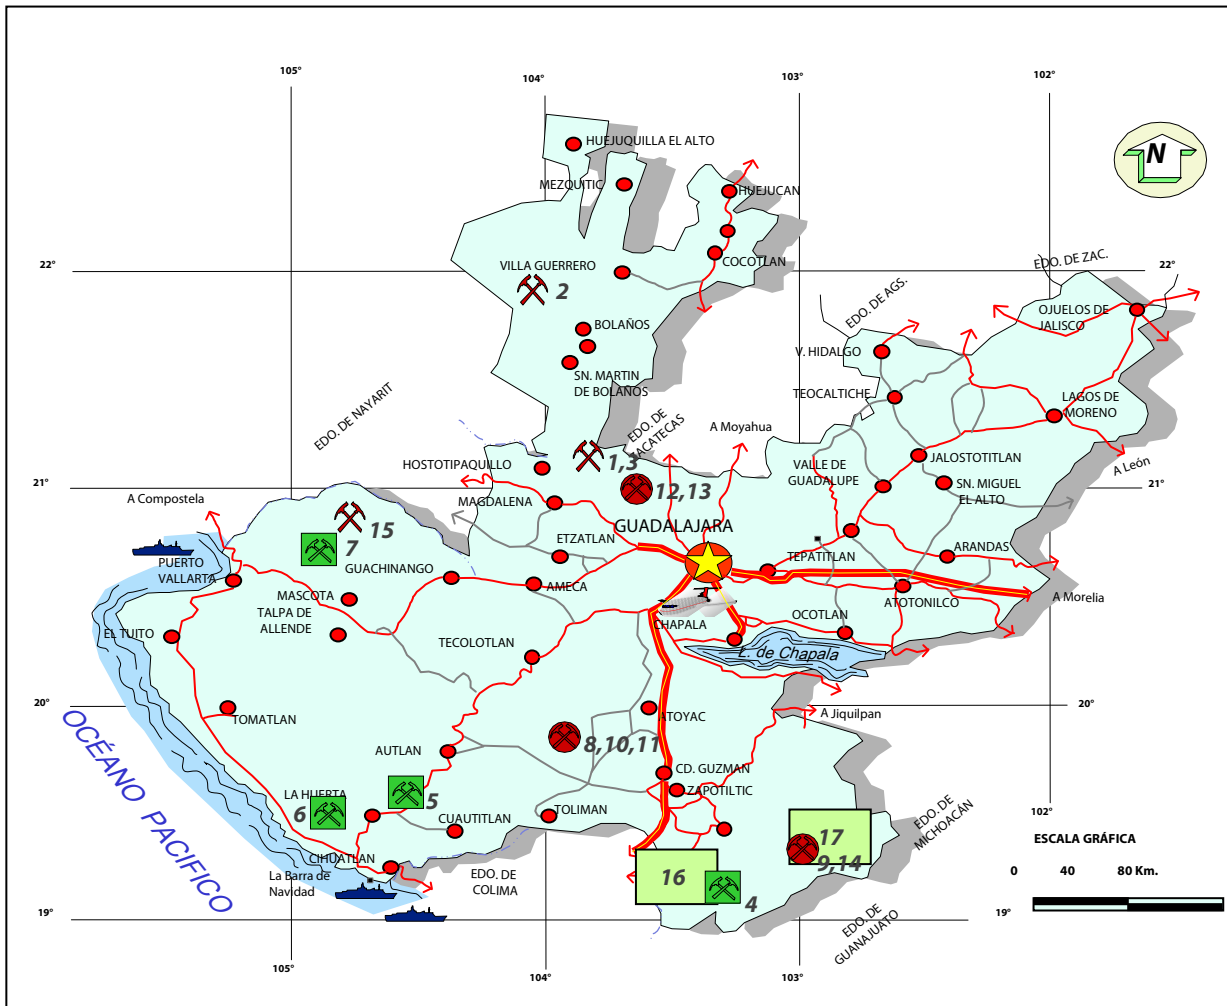 105°
104°
103°
102°
HUEJUQUILLA EL ALTO
MEZQUITIC
HUEJUCAN
N
22°
VILLA GUERRERO
COCOTLAN
EDO. DE ZAC.
22°
2
EDO. DE AGS.
OJUELOS DE
JALISCO
BOLAÑOS
V. HIDALGO
SN. MARTIN
DE BOLAÑOS
TEOCALTICHE
LAGOS DE
MORENO
EDO. DE NAYARIT
EDO. DE
ZACATECAS
A Moyahua
HOSTOTIPAQUILLO
1,3
VALLE DE
GUADALUPE
JALOSTOTITLAN
A León
SN. MIGUEL
EL ALTO
21°
A Compostela
MAGDALENA
12,13
21°
15
GUADALAJARA
7
ETZATLAN
TEPATITLAN
ARANDAS
PUERTO
VALLARTA
GUACHINANGO
AMECA
ATOTONILCO
A Morelia
MASCOTA
TALPA DE
ALLENDE
CHAPALA
OCOTLAN
EL TUITO
TECOLOTLAN
L. de Chapala
20°
TOMATLAN
ATOYAC
A Jiquilpan
20°
OCÉANO PACIFICO
8,10,11
AUTLAN
CD. GUZMAN
ZAPOTILTIC
LA HUERTA
5
6
CUAUTITLAN
TOLIMAN
EDO. DE
MICHOACÁN
102°
17
9,14
ESCALA GRÁFICA
CIHUATLAN
La Barra de
Navidad
EDO. DE
COLIMA
16
4
0 40 80 Km.
19°
19°
EDO. DE
GUANAJUATO
105°
104°
103°